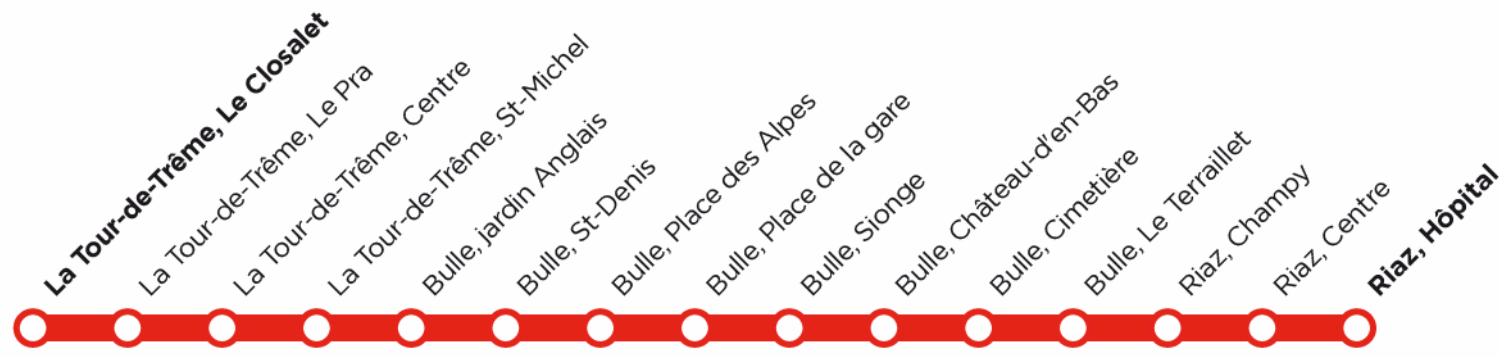 La Tour-de-Trême, Le Closalet
La Tour-de-Trême, Le Pra
La Tour-de-Trême, Centre
La Tour-de-Trême, St-Michel
Bulle, jardin Anglais
Bulle, St-Denis
Bulle, Place des Alpes
Bulle, Place de la gare
Bulle, Sionge
Bulle, Château-d'en-Bas
Bulle, Cimetière
Bulle, Le Terraillet
Riaz, Champy
Riaz, Centre
Riaz, Hôpital